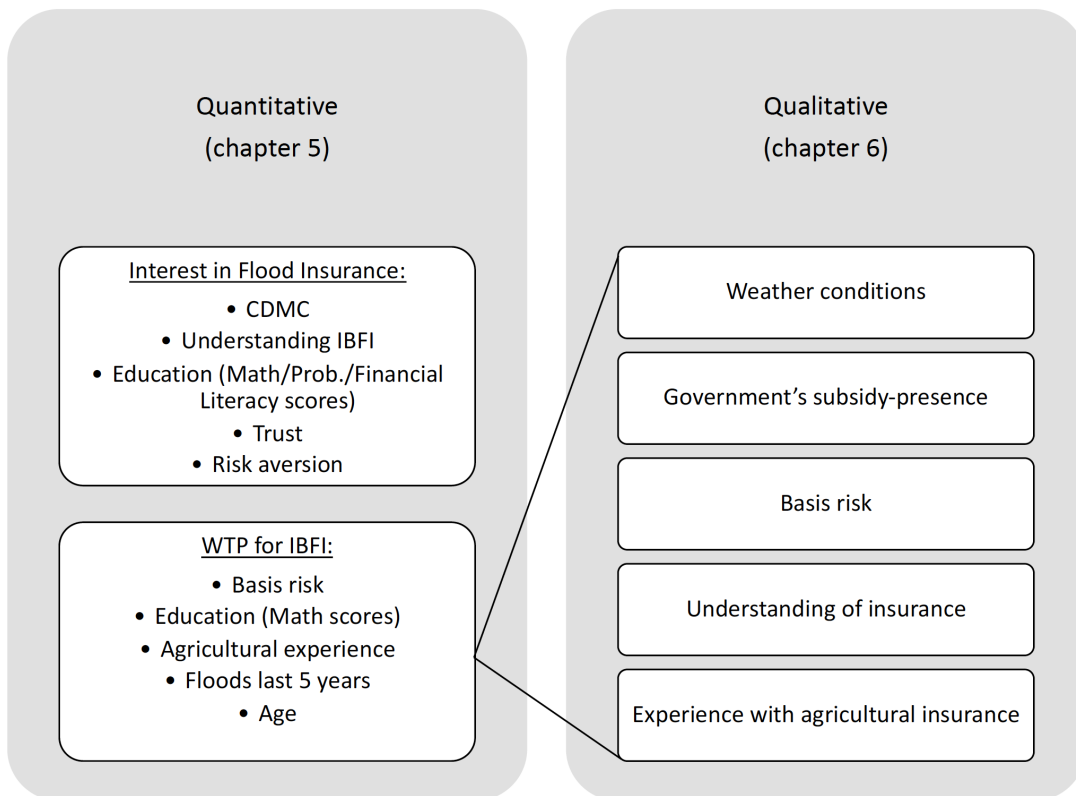 Quantitative
(chapter 5)
Interest in Flood Insurance:
• CDMC
• Understanding IBFI
• Education (Math/Prob./Financial
Literacy scores)
• Trust
• Risk aversion
WTP for IBFI:
• Basis risk
• Education (Math scores)
• Agricultural experience
• Floods last 5 years
• Age
Qualitative
(chapter 6)
Weather conditions
Government’s subsidy-presence
Basis risk
Understanding of insurance
Experience with agricultural insurance